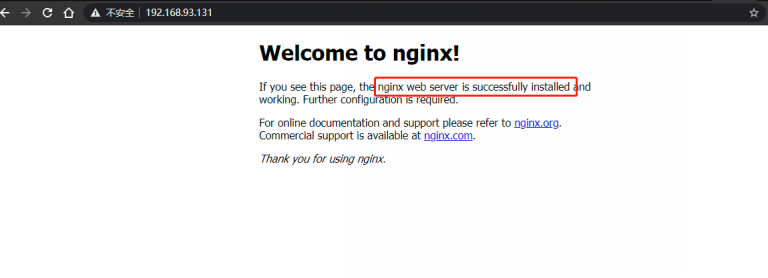 不安全 192.168.93.131
Welcome to nginx!
If you see this page, the nginx web server is successfully installed and
working. Further configuration is required.
For online documentation and support please refer to nginx.org.
Commercial support is available at nginx.com.
Thank you for using nginx.